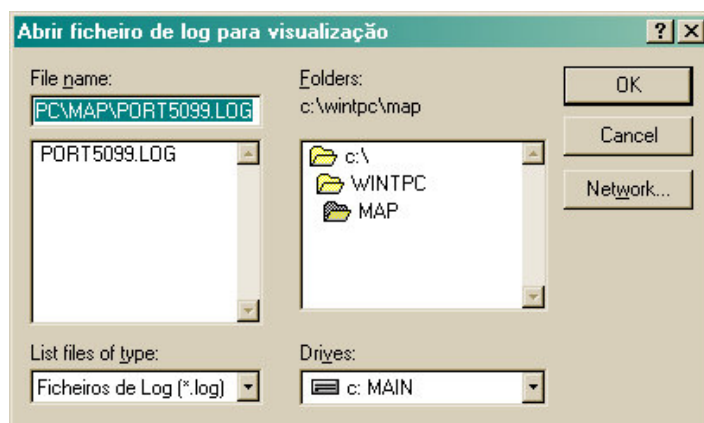 Abrir ficheiro de log para visualização
? ×
File name:
PC\MAP\PORT5099.LOG
PORT5099.LOG
List files of type:
Ficheiros de Log (*.log)
Folders:
c:\wintpc\map
c:\
WINTPC
MAP
Drives:
c: MAIN
OK
Cancel
Network...